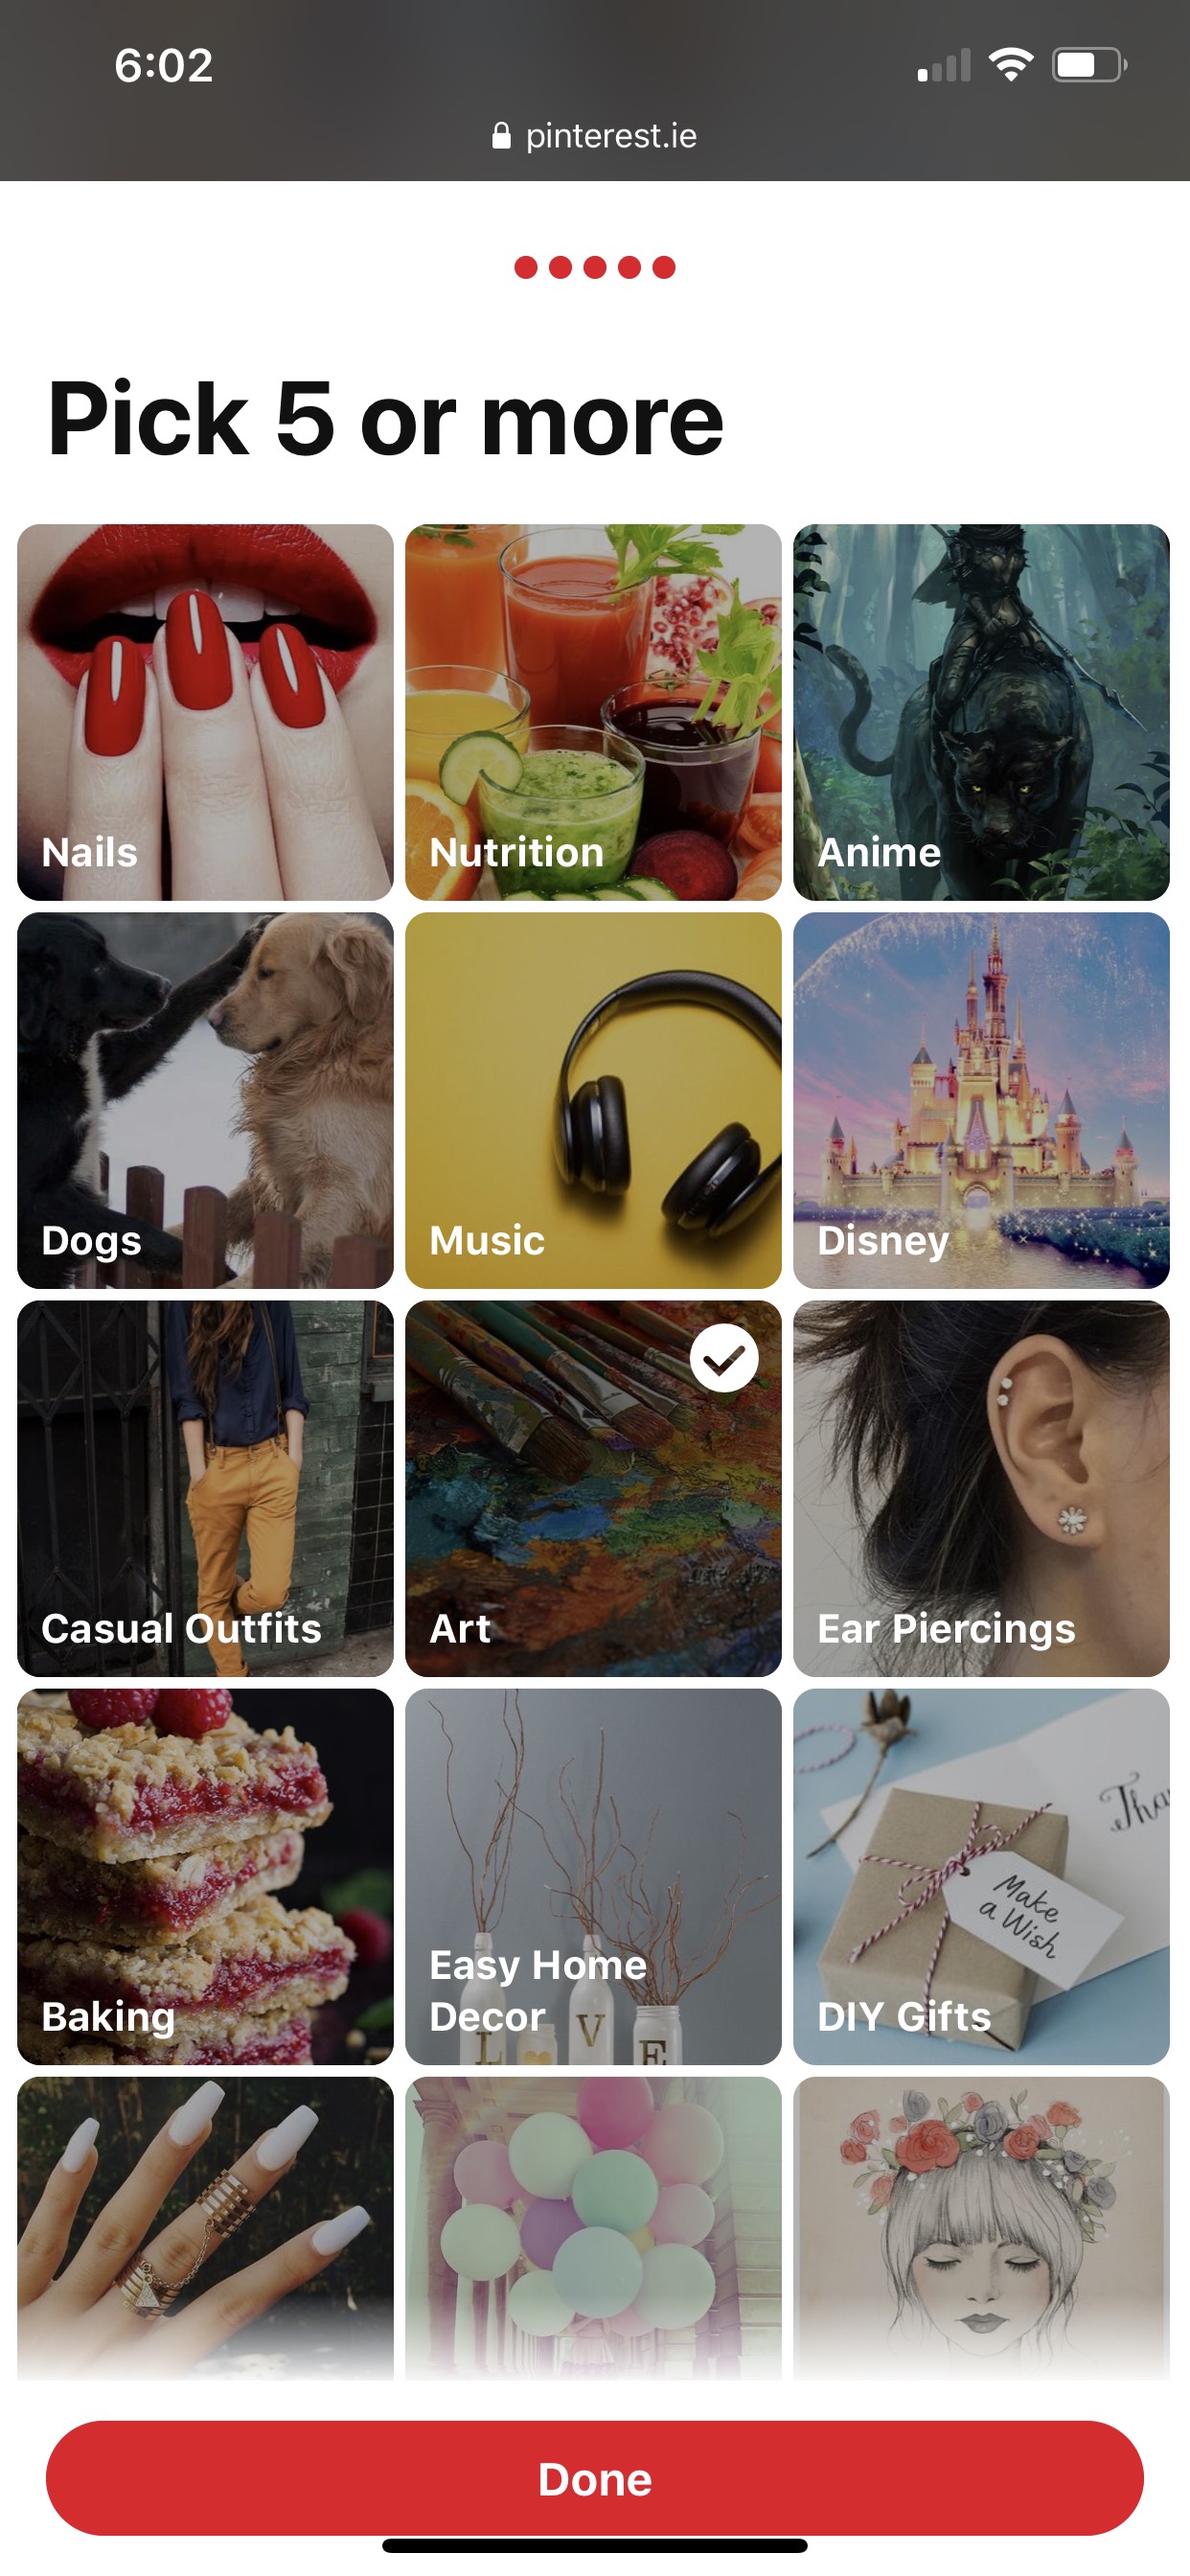 6:02
pinterest.ie
Pick 5 or more
Nails
Nutrition
Anime
Dogs
Music
Disney
Casual Outfits
Art
Ear Piercings
Baking
Easy Home
Decor
L
V
E
DIY Gifts
Make
a Wish
Tha
Done